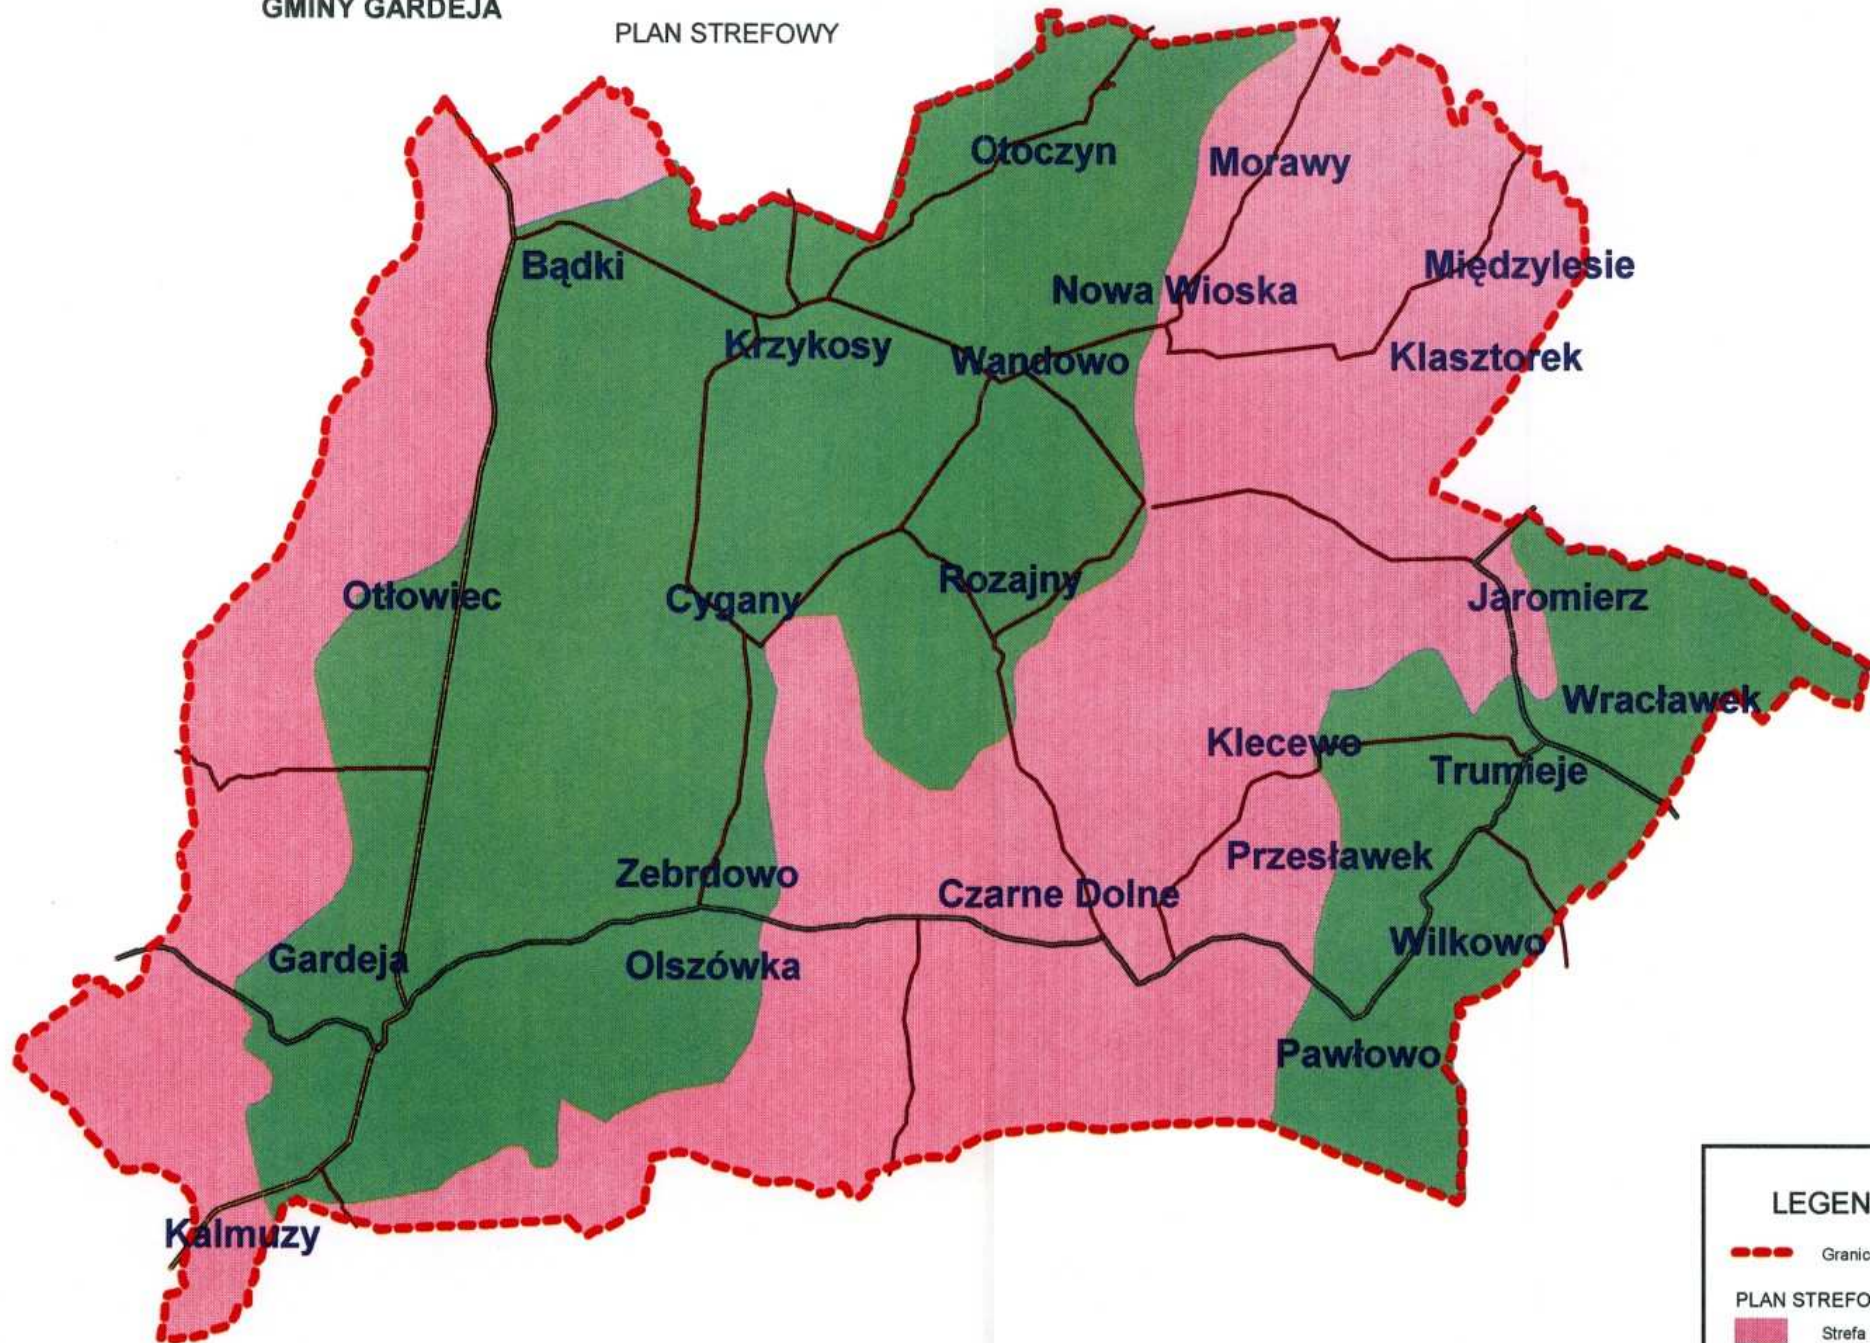 GMINY GARDEJA
PLAN STREFOWY
Otoczyn
Morawy
Bądki
Międzylesie
Nowa Wioska
Krzykosy
Wandowo
Klasztorek
Otłowiec
Cygany
Rozajny
Jaromierz
Wracławek
Klecewo
Trumieje
Zebrdowo
Przesławek
Czarne Dolne
Gardeja
Olszówka
Wilkowo
Pawłowo
Kalmuzy
LEGEN
Granic
PLAN STREFO
Strefa